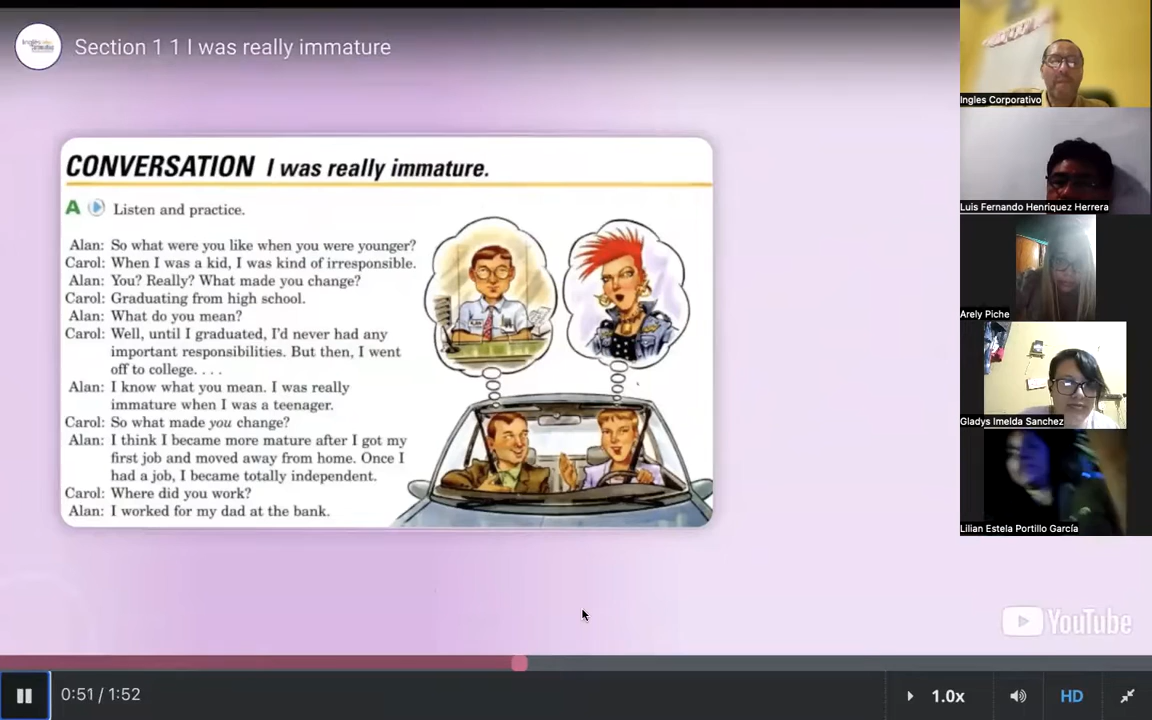 Section 1 1 I was really immature
CONVERSATION I was really immature.
A Listen and practice.
Alan: So what were you like when you were younger?
Carol: When I was a kid, I was kind of irresponsible.
Alan: You? Really? What made you change?
Carol: Graduating from high school.
Alan: What do you mean?
Carol: Well, until I graduated, I'd never had any
important responsibilities. But then, I went
off to college. . . .
Alan: I know what you mean. I was really
immature when I was a teenager.
Carol: So what made you change?
Alan: I think I became more mature after I got my
first job and moved away from home. Once I
had a job, I became totally independent.
Carol: Where did you work?
Alan: I worked for my dad at the bank.
Ingles Corporativo
Luis Fernando Henriquez Herrera
Arely Piche
Gladys Imelda Sanchez
Lilian Estela Portillo García
YouTube
0:51 / 1:52
1.0x
HD